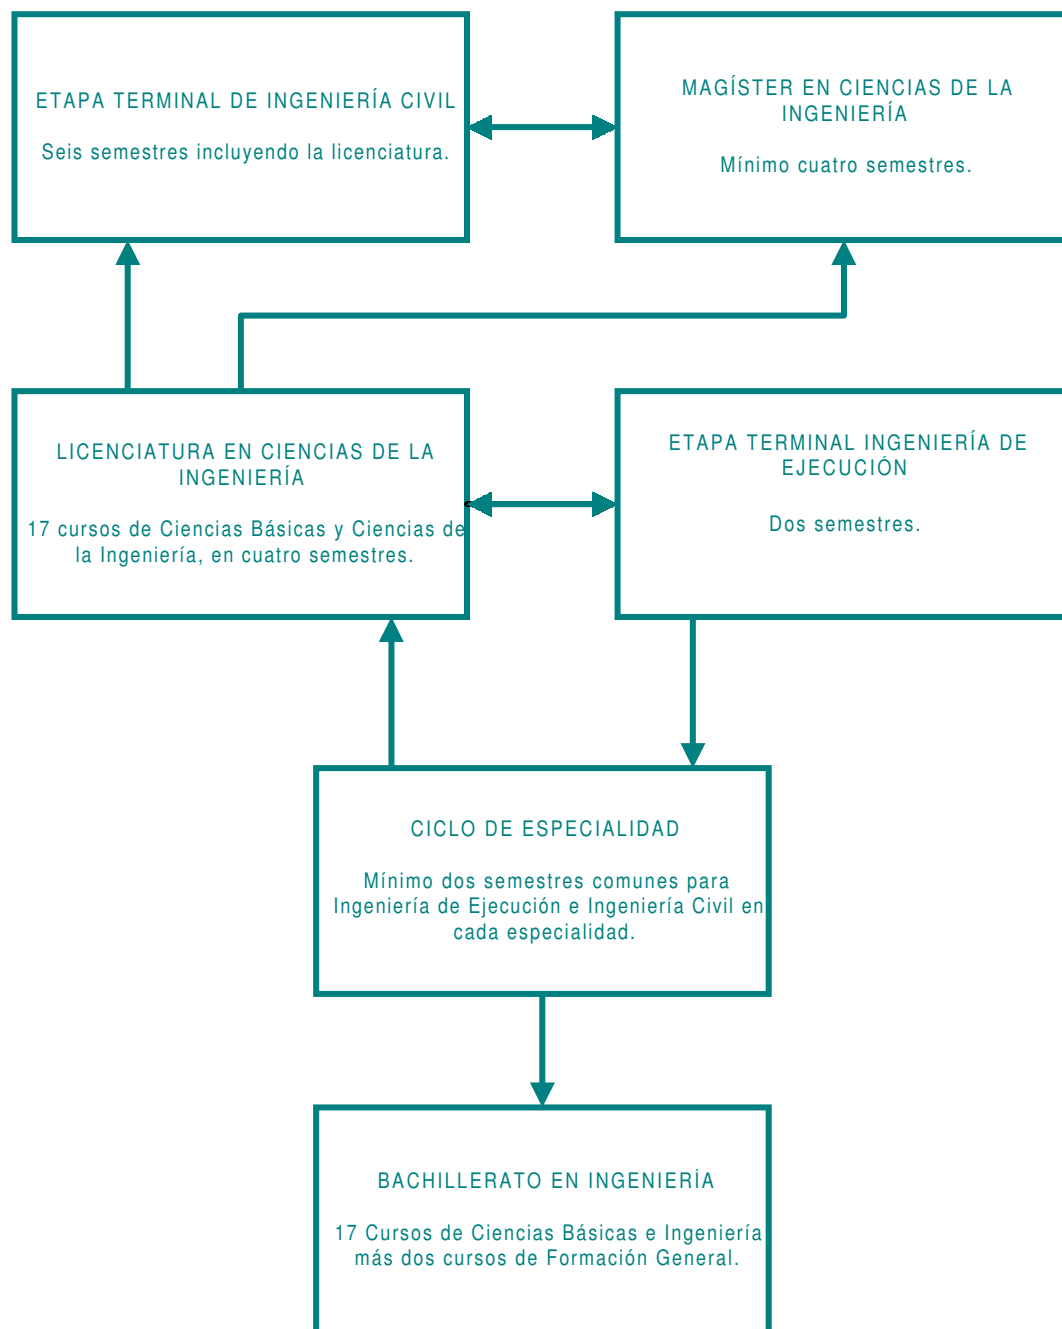 ETAPA TERMINAL DE INGENIERÍA CIVIL
Seis semestres incluyendo la licenciatura.
MAGÍSTER EN CIENCIAS DE LA
INGENIERÍA
Mínimo cuatro semestres.
LICENCIATURA EN CIENCIAS DE LA
INGENIERÍA
17 cursos de Ciencias Básicas y Ciencias de
la Ingeniería, en cuatro semestres.
ETAPA TERMINAL INGENIERÍA DE
EJECUCIÓN
Dos semestres.
CICLO DE ESPECIALIDAD
Mínimo dos semestres comunes para
Ingeniería de Ejecución e Ingeniería Civil en
cada especialidad.
BACHILLERATO EN INGENIERÍA
17 Cursos de Ciencias Básicas e Ingeniería
más dos cursos de Formación General.